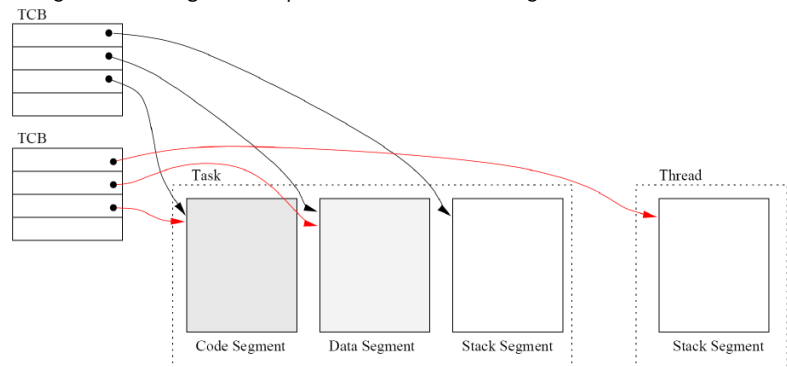 TCB
TCB
Task
Thread
Code Segment
Data Segment
Stack Segment
Stack Segment